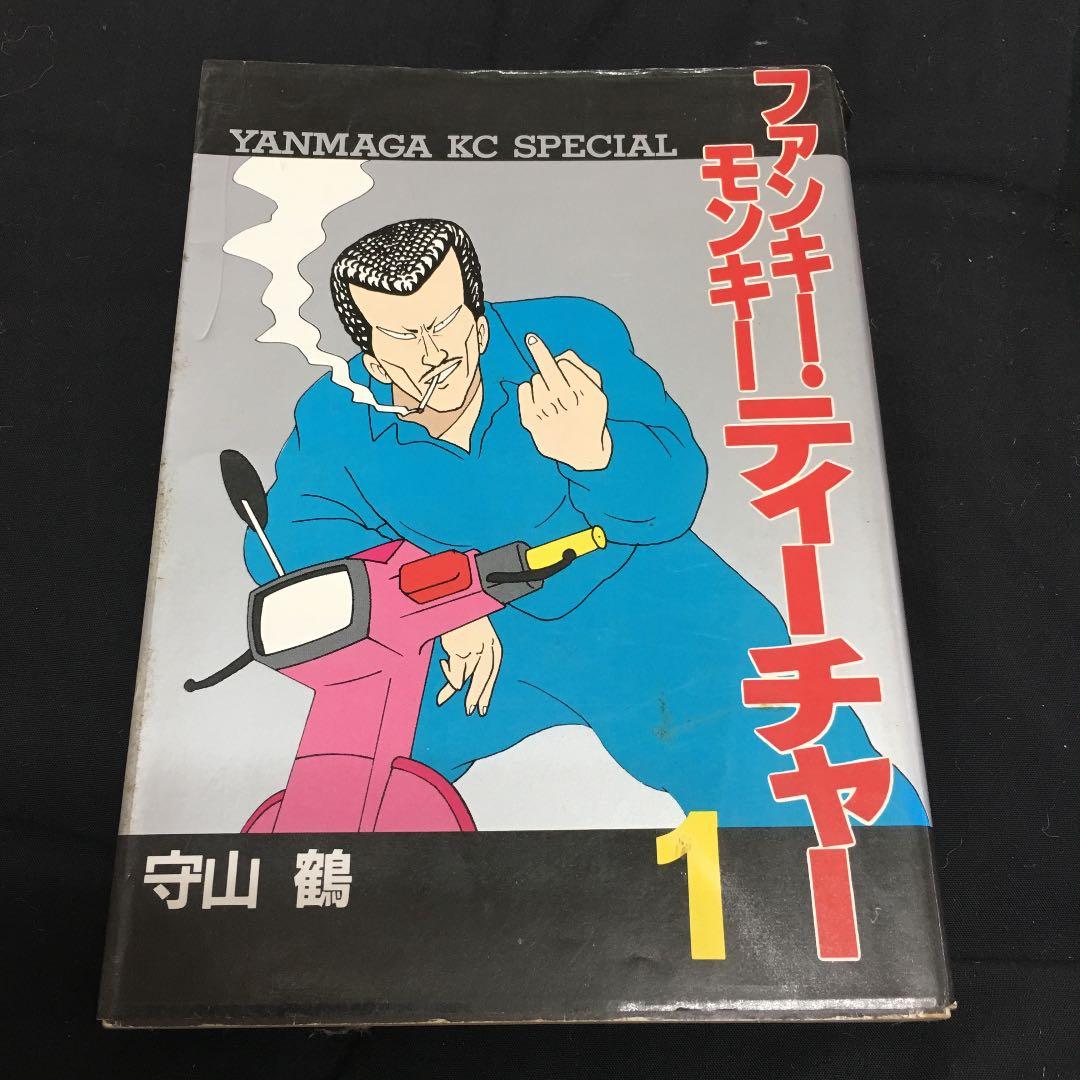 YANMAGA KC SPECIAL
ファンキー・
モンキー
ティーチャー
1
守山 鶴